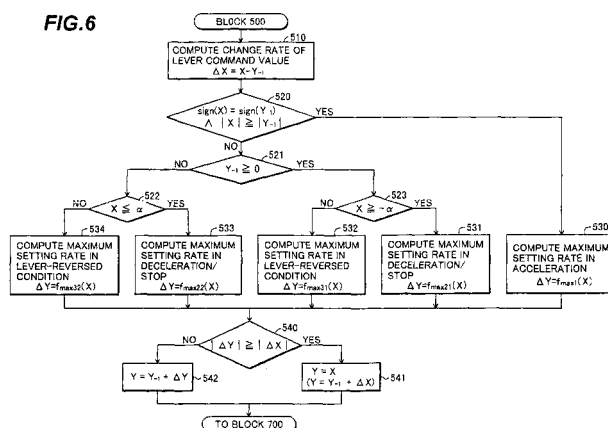 FIG.6
BLOCK 500
510
COMPUTE CHANGE RATE OF
LEVER COMMAND VALUE
ΔX = X-Y₋₁
520
sign(X) = sign(Y₋₁)
∧ |X| ≧ |Y₋₁|
YES
NO
521
NO
Y₋₁ ≧ 0
YES
522
NO
X ≦ α
YES
523
NO
X ≧ -α
YES
534
COMPUTE MAXIMUM
SETTING RATE IN
LEVER-REVERSED
CONDITION
ΔY=fmax32(X)
533
COMPUTE MAXIMUM
SETTING RATE IN
DECELERATION/
STOP
ΔY=fmax22(X)
532
COMPUTE MAXIMUM
SETTING RATE IN
LEVER-REVERSED
CONDITION
ΔY=fmax31(X)
531
COMPUTE MAXIMUM
SETTING RATE IN
DECELERATION/
STOP
ΔY=fmax21(X)
530
COMPUTE MAXIMUM
SETTING RATE
IN ACCELERATION
ΔY=fmax1(X)
540
NO
|ΔY| ≧ |ΔX|
YES
Y = Y₋₁ + ΔY
542
Y = X
(Y = Y₋₁ + ΔX)
541
TO BLOCK 700